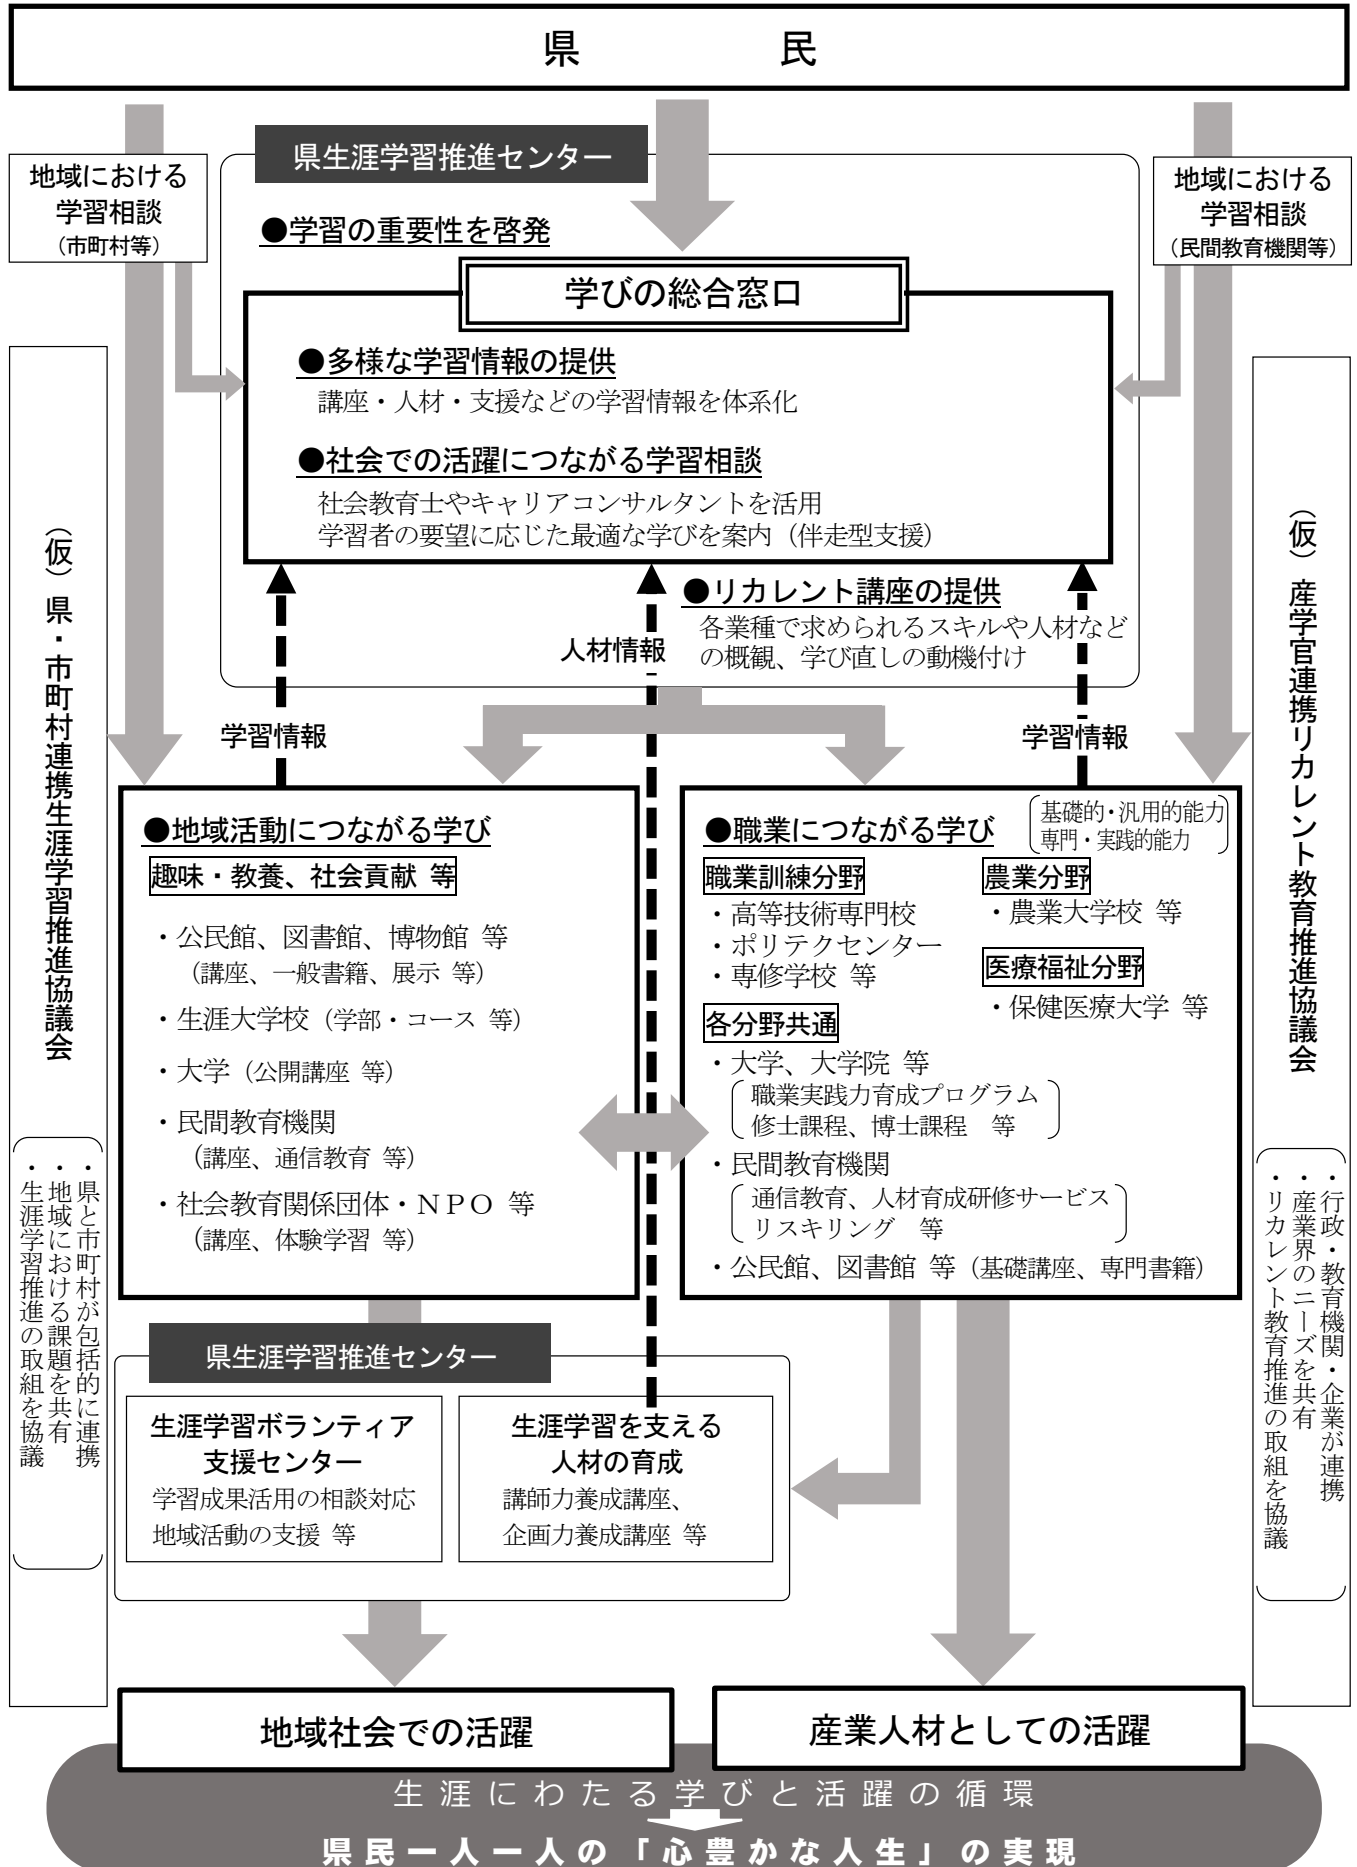 県　民
県生涯学習推進センター
地域における
学習相談
（市町村等）
地域における
学習相談
（民間教育機関等）
●学習の重要性を啓発
学びの総合窓口
●多様な学習情報の提供
講座・人材・支援などの学習情報を体系化
●社会での活躍につながる学習相談
社会教育士やキャリアコンサルタントを活用
学習者の要望に応じた最適な学びを案内（伴走型支援）
●リカレント講座の提供
各業種で求められるスキルや人材など
の概観、学び直しの動機付け
人材情報
学習情報
学習情報
（仮）県・市町村連携生涯学習推進協議会
・県と市町村が包括的に連携
・地域における課題を共有
・生涯学習推進の取組を協議
（仮）産学官連携リカレント教育推進協議会
・行政・教育機関・企業が連携
・産業界のニーズを共有
・リカレント教育推進の取組を協議
●地域活動につながる学び
趣味・教養、社会貢献 等
・公民館、図書館、博物館 等
（講座、一般書籍、展示 等）
・生涯大学校（学部・コース 等）
・大学（公開講座 等）
・民間教育機関
（講座、通信教育 等）
・社会教育関係団体・ＮＰＯ 等
（講座、体験学習 等）
●職業につながる学び
基礎的・汎用的能力
専門・実践的能力
職業訓練分野
・高等技術専門校
・ポリテクセンター
・専修学校 等
農業分野
・農業大学校 等
医療福祉分野
・保健医療大学 等
各分野共通
・大学、大学院 等
職業実践力育成プログラム
修士課程、博士課程　等
・民間教育機関
通信教育、人材育成研修サービス
リスキリング　等
・公民館、図書館 等（基礎講座、専門書籍）
県生涯学習推進センター
生涯学習ボランティア
支援センター
学習成果活用の相談対応
地域活動の支援 等
生涯学習を支える
人材の育成
講師力養成講座、
企画力養成講座 等
地域社会での活躍
産業人材としての活躍
生涯にわたる学びと活躍の循環
県民一人一人の「心豊かな人生」の実現